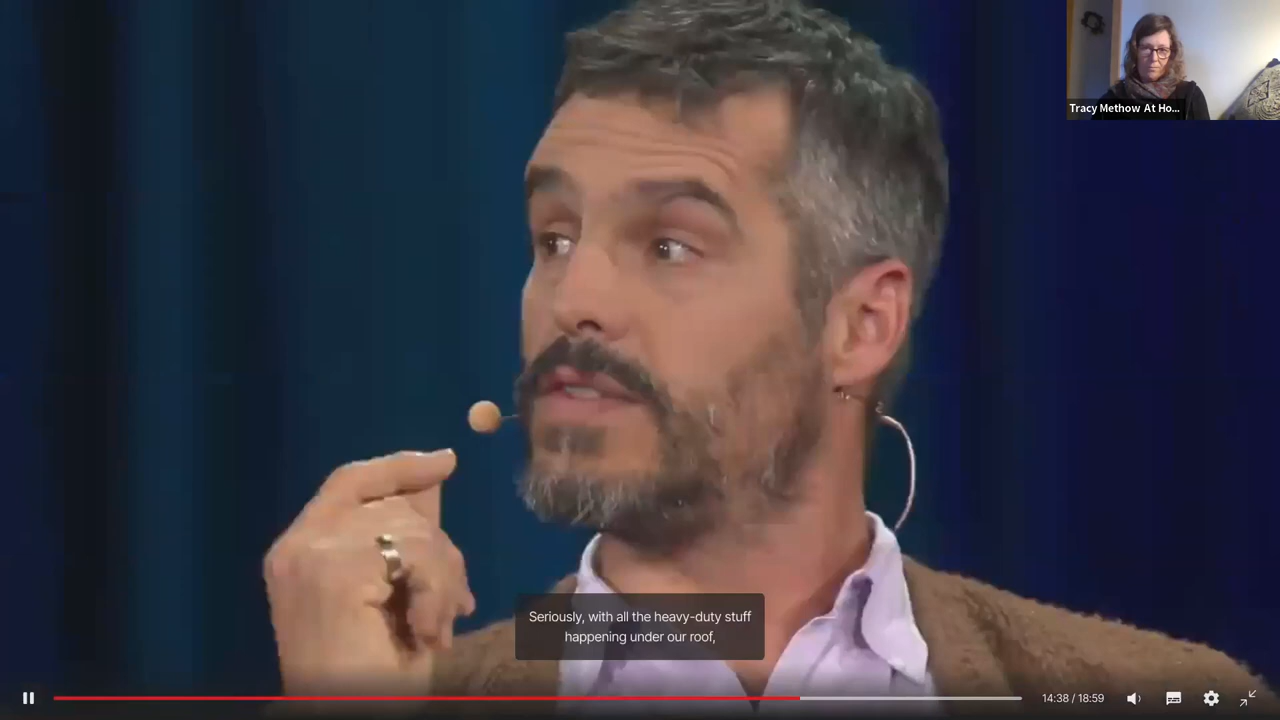 Tracy Methow At Ho...
Seriously, with all the heavy-duty stuff
happening under our roof,
14:38 / 18:59